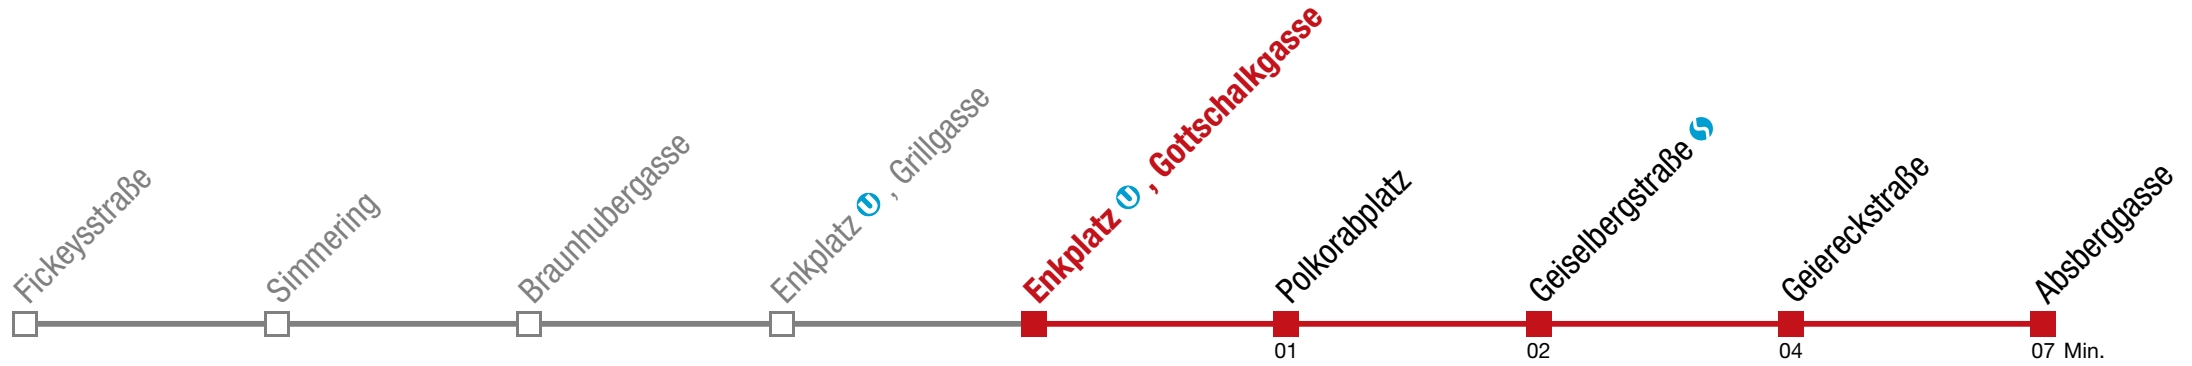 Fickeysstraße
Simmering
Braunhubergasse
Enkplatz U , Grillgasse
Enkplatz U , Gottschalkgasse
Polkorabplatz
Geiselbergstraße S
Geiereckstraße
Absberggasse
01
02
04
07 Min.